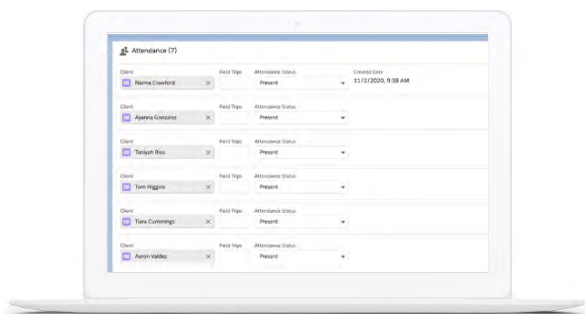 Attendance (7)
Client Field Trips Attendance Status Created Date
Naima Crawford Present 11/2/2020, 9:38 AM
Client Field Trips Attendance Status
Ayanna Gonzalez Present
Client Field Trips Attendance Status
Taniyah Rios Present
Client Field Trips Attendance Status
Tom Higgins Present
Client Field Trips Attendance Status
Tiara Cummings Present
Client Field Trips Attendance Status
Aaron Valdez Present